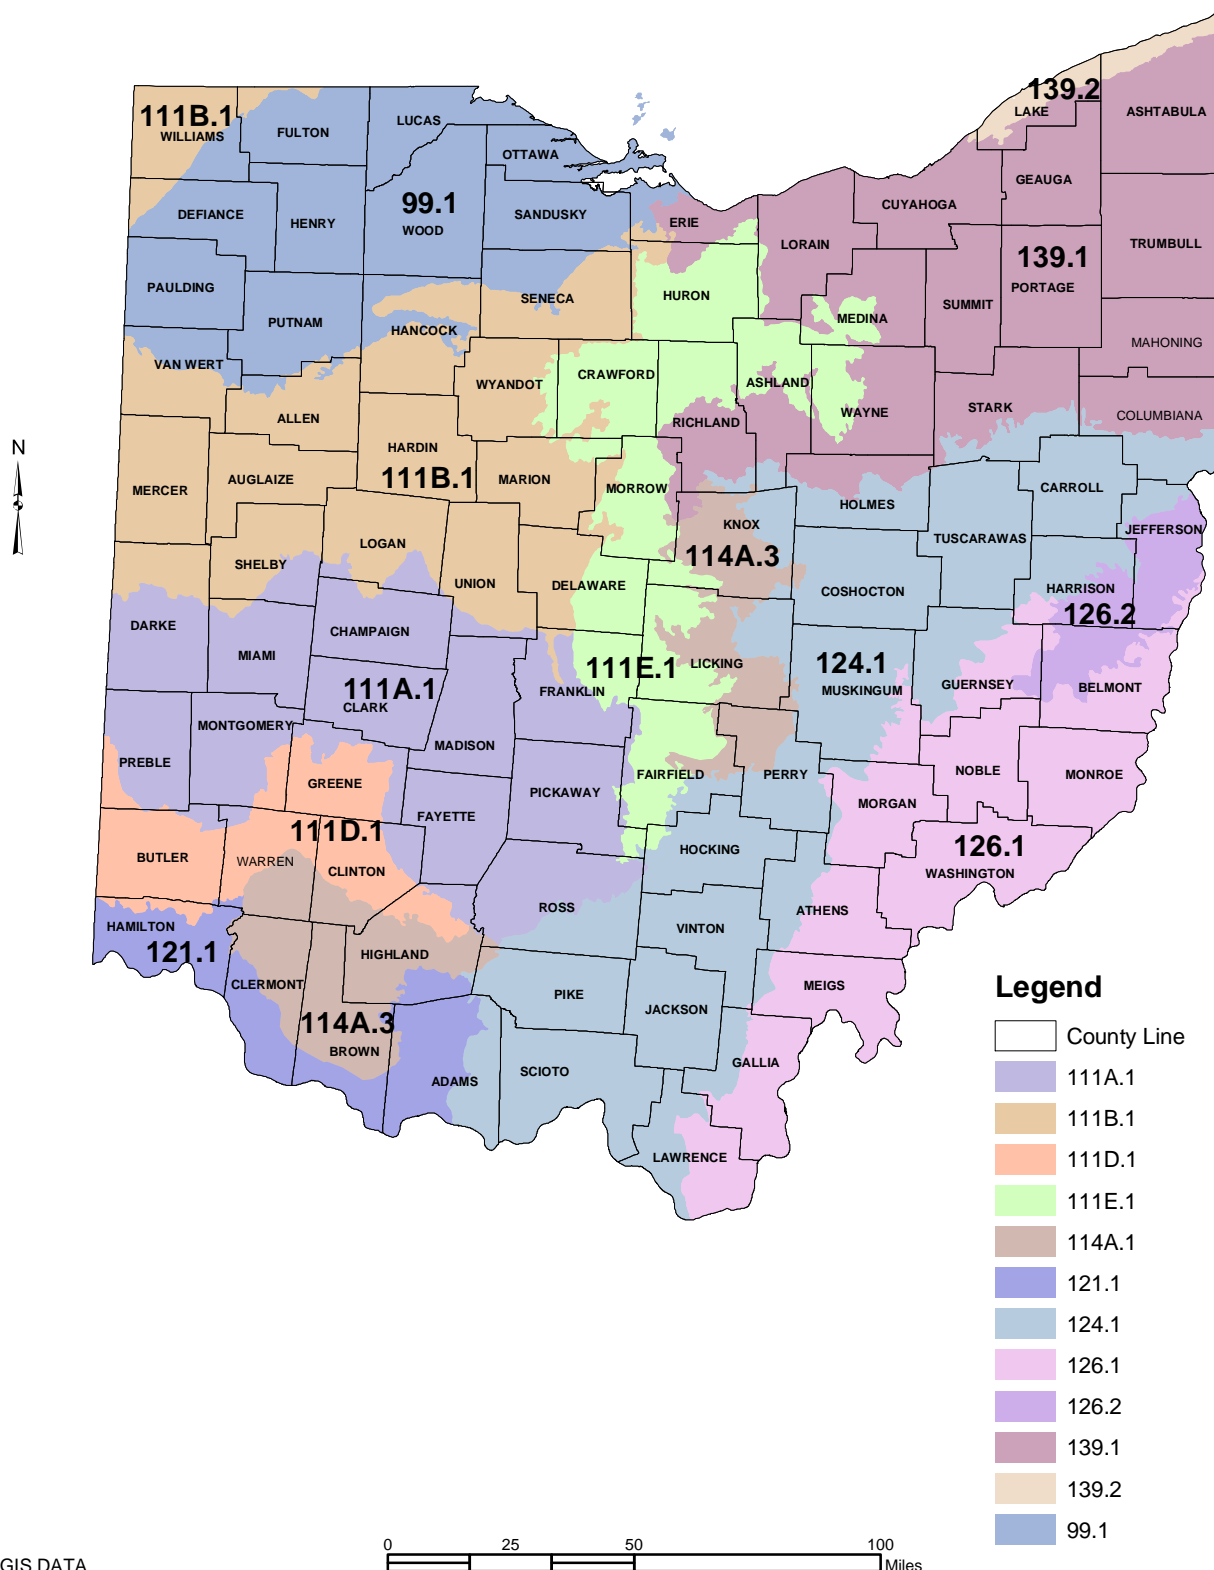 139.2
LAKE
ASHTABULA
111B.1
WILLIAMS
FULTON
LUCAS
OTTAWA
GEAUGA
DEFIANCE
HENRY
99.1
WOOD
SANDUSKY
ERIE
CUYAHOGA
LORAIN
TRUMBULL
139.1
PORTAGE
PAULDING
PUTNAM
SENECA
HURON
MEDINA
SUMMIT
HANCOCK
MAHONING
VAN WERT
WYANDOT
CRAWFORD
ASHLAND
WAYNE
STARK
COLUMBIANA
ALLEN
RICHLAND
N
HARDIN
111B.1
MERCER
AUGLAIZE
MARION
MORROW
HOLMES
CARROLL
KNOX
114A.3
TUSCARAWAS
JEFFERSON
LOGAN
SHELBY
UNION
DELAWARE
COSHOCTON
HARRISON
126.2
DARKE
CHAMPAIGN
MIAMI
111E.1
LICKING
124.1
MUSKINGUM
GUERNSEY
BELMONT
111A.1
CLARK
FRANKLIN
MONTGOMERY
MADISON
PREBLE
GREENE
PICKAWAY
FAIRFIELD
PERRY
NOBLE
MONROE
MORGAN
FAYETTE
111D.1
BUTLER
WARREN
CLINTON
HOCKING
126.1
WASHINGTON
ROSS
ATHENS
HAMILTON
121.1
VINTON
HIGHLAND
CLERMONT
PIKE
JACKSON
MEIGS
114A.3
BROWN
GALLIA
ADAMS
SCIOTO
LAWRENCE
Legend
County Line
111A.1
111B.1
111D.1
111E.1
114A.1
121.1
124.1
126.1
126.2
139.1
139.2
99.1
0 25 50 100
Miles
GIS DATA